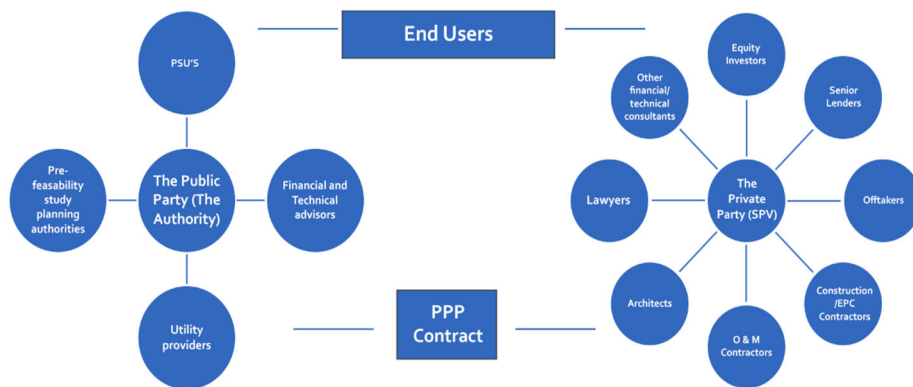 End Users
PSU'S
Pre-
feasability
study
planning
authorities
The Public
Party (The
Authority)
Financial and
Technical
advisors
Utility
providers
PPP
Contract
Equity
Investors
Other
financial/
technical
consultants
Senior
Lenders
Lawyers
The
Private
Party (SPV)
Offtakers
Architects
Construction
/EPC
Contractors
O & M
Contractors